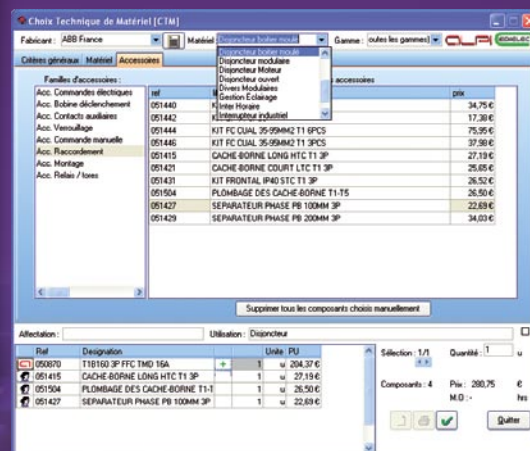 Choix Technique de Matériel [CTM]
Fabricant : ABB France Matériel : Disjoncteur boîtier moulé Gamme : outes les gammes) ALPI
Critères généraux Matériel Accessoires
Disjoncteur boîtier moulé
Disjoncteur modulaire
Disjoncteur Moteur
Disjoncteur ouvert
Divers Modulaires
Gestion Éclairage
Inter Horaire
Interrupteur industriel
Familles d'accessoires : accessoires
Acc. Commandes électriques
Acc. Bobine déclenchement
Acc. Contacts auxiliaires
Acc. Verrouillage
Acc. Commande manuelle
Acc. Raccordement
Acc. Montage
Acc. Relais / tores
ref prix
051440 34,75 €
051442 17,38 €
051444 KIT FC CUAL 35-95MM2 T1 6PCS 75,95 €
051446 KIT FC CUAL 35-95MM2 T1 3PCS 37,98 €
051415 CACHE-BORNE LONG HTC T1 3P 27,19 €
051421 CACHE-BORNE COURT LTC T1 3P 25,65 €
051431 KIT FRONTAL IP40 STC T1 3P 26,52 €
051504 PLOMBAGE DES CACHE-BORNE T1-T5 26,50 €
051427 SEPARATEUR PHASE PB 100MM 3P 22,69 €
051429 SEPARATEUR PHASE PB 200MM 3P 34,03 €
Supprimer tous les composants choisis manuellement
Affectation : Utilisation : Disjoncteur
Ref Designation Unite PU
050870 T1B160 3P FFC TMD 16A + 1 u 204,37 €
051415 CACHE-BORNE LONG HTC T1 3P 1 u 27,19 €
051504 PLOMBAGE DES CACHE-BORNE T1-T 1 u 26,50 €
051427 SEPARATEUR PHASE PB 100MM 3P 1 u 22,69 €
Sélection : 1/1 Quantité : 1 u
Composants : 4 Prix : 280,75 €
M.O : - hrs
Quitter